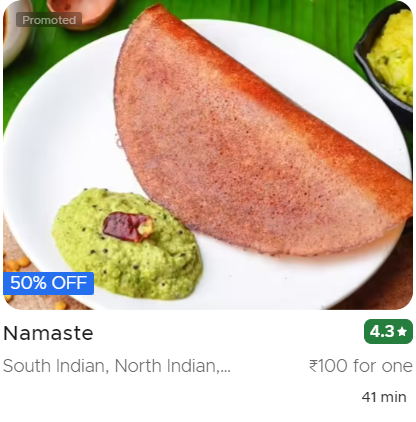 Promoted
50% OFF
Namaste
4.3★
South Indian, North Indian,...
₹100 for one
41 min